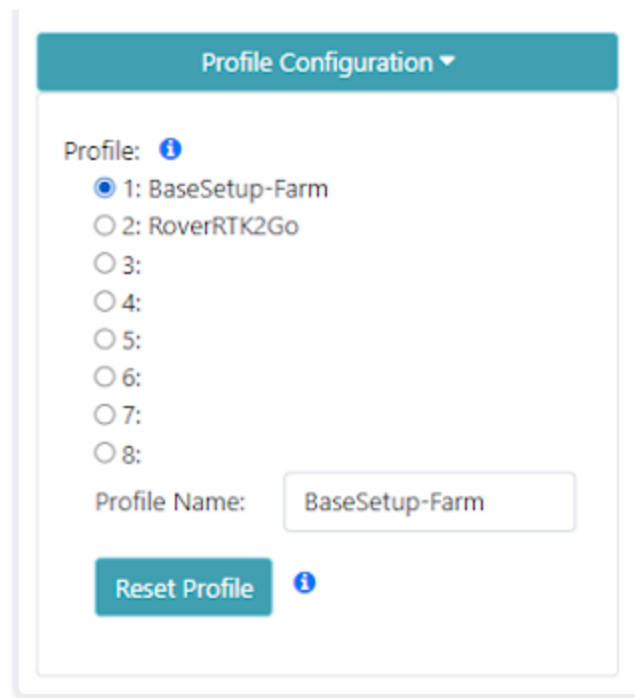 Profile Configuration
Profile:
1: BaseSetup-Farm
2: RoverRTK2Go
3:
4:
5:
6:
7:
8:
Profile Name: BaseSetup-Farm
Reset Profile